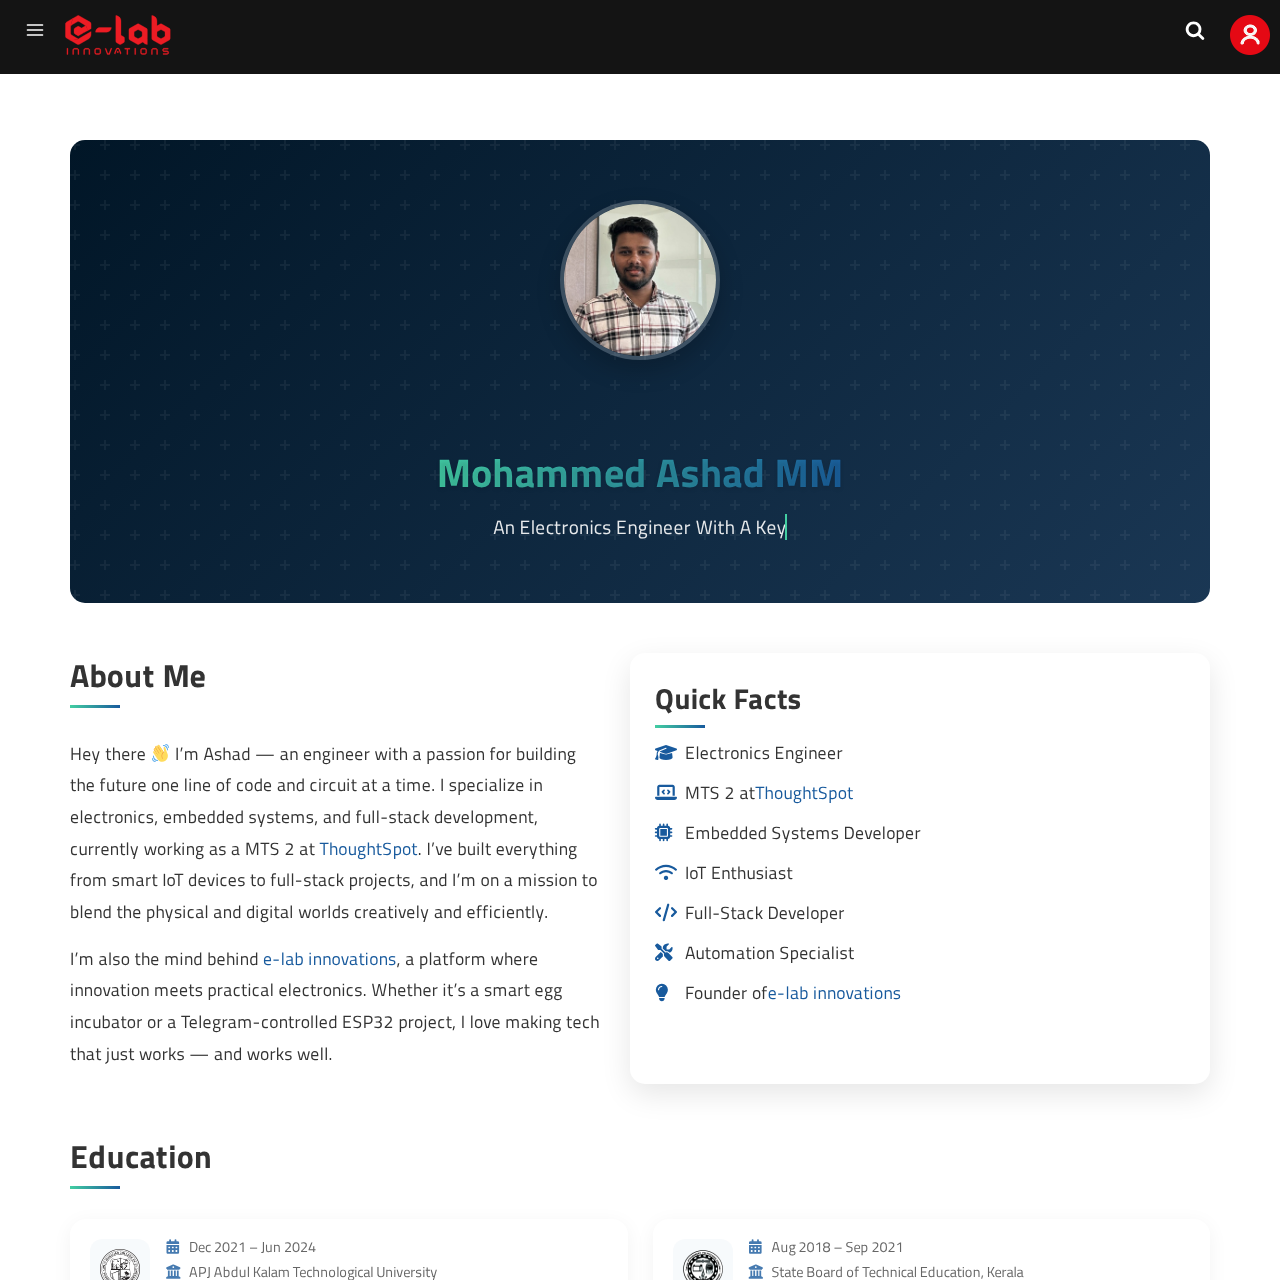 e-lab
INNOVATIONS
Mohammed Ashad MM
An Electronics Engineer With A Key
About Me
Hey there 👋 I’m Ashad — an engineer with a passion for building
the future one line of code and circuit at a time. I specialize in
electronics, embedded systems, and full-stack development,
currently working as a MTS 2 at ThoughtSpot. I’ve built everything
from smart IoT devices to full-stack projects, and I’m on a mission to
blend the physical and digital worlds creatively and efficiently.
I’m also the mind behind e-lab innovations, a platform where
innovation meets practical electronics. Whether it’s a smart egg
incubator or a Telegram-controlled ESP32 project, I love making tech
that just works — and works well.
Quick Facts
Electronics Engineer
MTS 2 atThoughtSpot
Embedded Systems Developer
IoT Enthusiast
Full-Stack Developer
Automation Specialist
Founder ofe-lab innovations
Education
Dec 2021 – Jun 2024
APJ Abdul Kalam Technological University
Aug 2018 – Sep 2021
State Board of Technical Education, Kerala